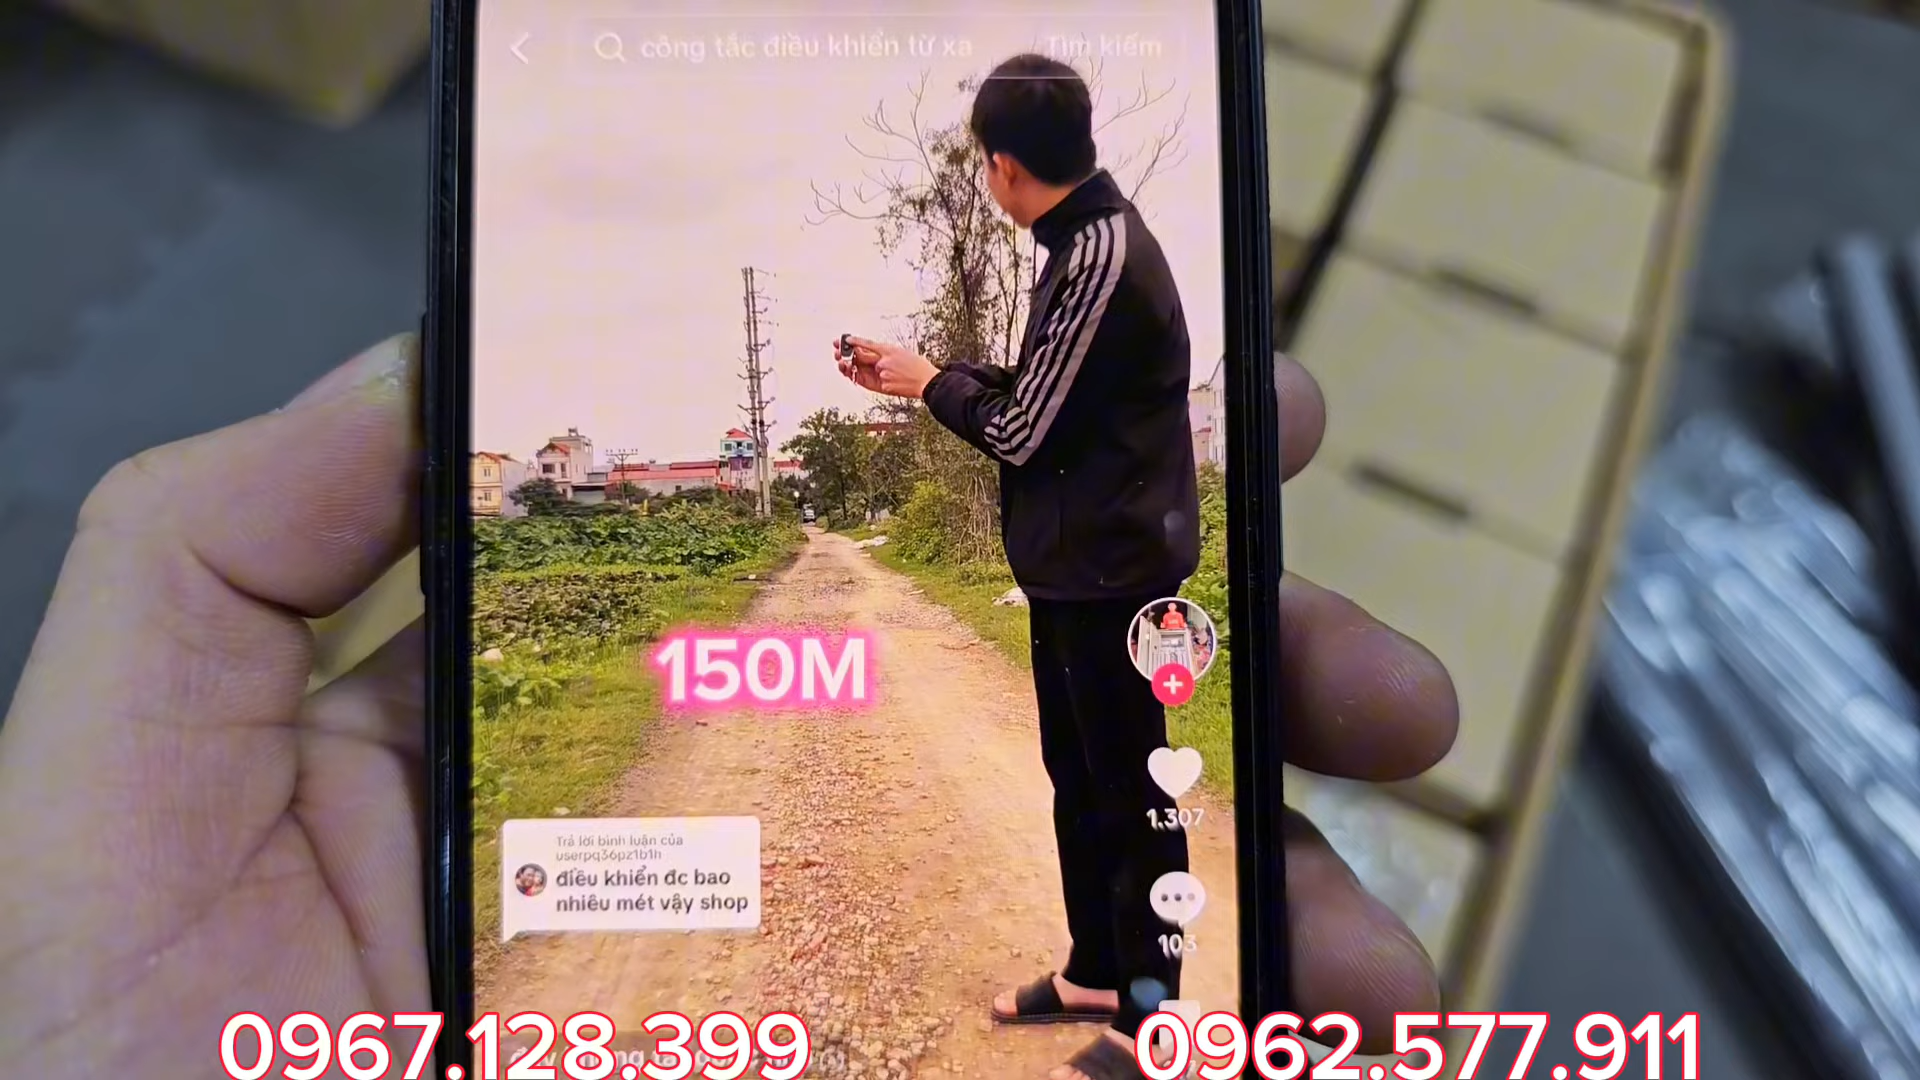 công tắc điều khiển từ xa
Tìm kiếm
150M
1.307
Trả lời bình luận của
userpq36pz1b1h
điều khiển đc bao
nhiêu mét vậy shop
103
0967.128.399
0962.577.911